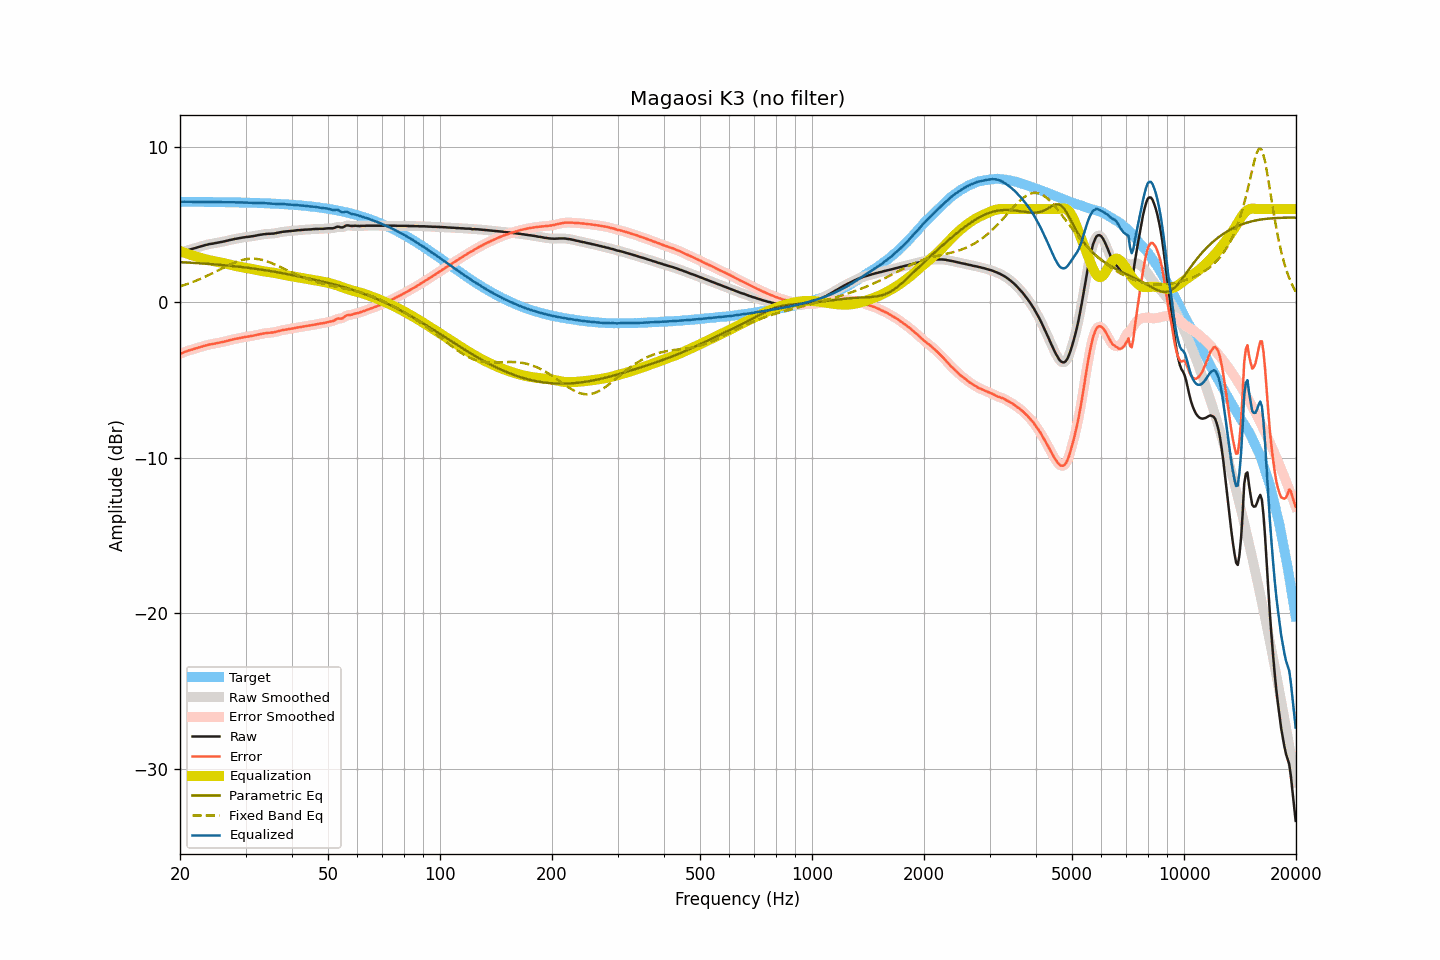 Magaosi K3 (no filter)
10
0
−10
−20
−30
Amplitude (dBr)
Target
Raw Smoothed
Error Smoothed
Raw
Error
Equalization
Parametric Eq
Fixed Band Eq
Equalized
20 50 100 200 500 1000 2000 5000 10000 20000
Frequency (Hz)